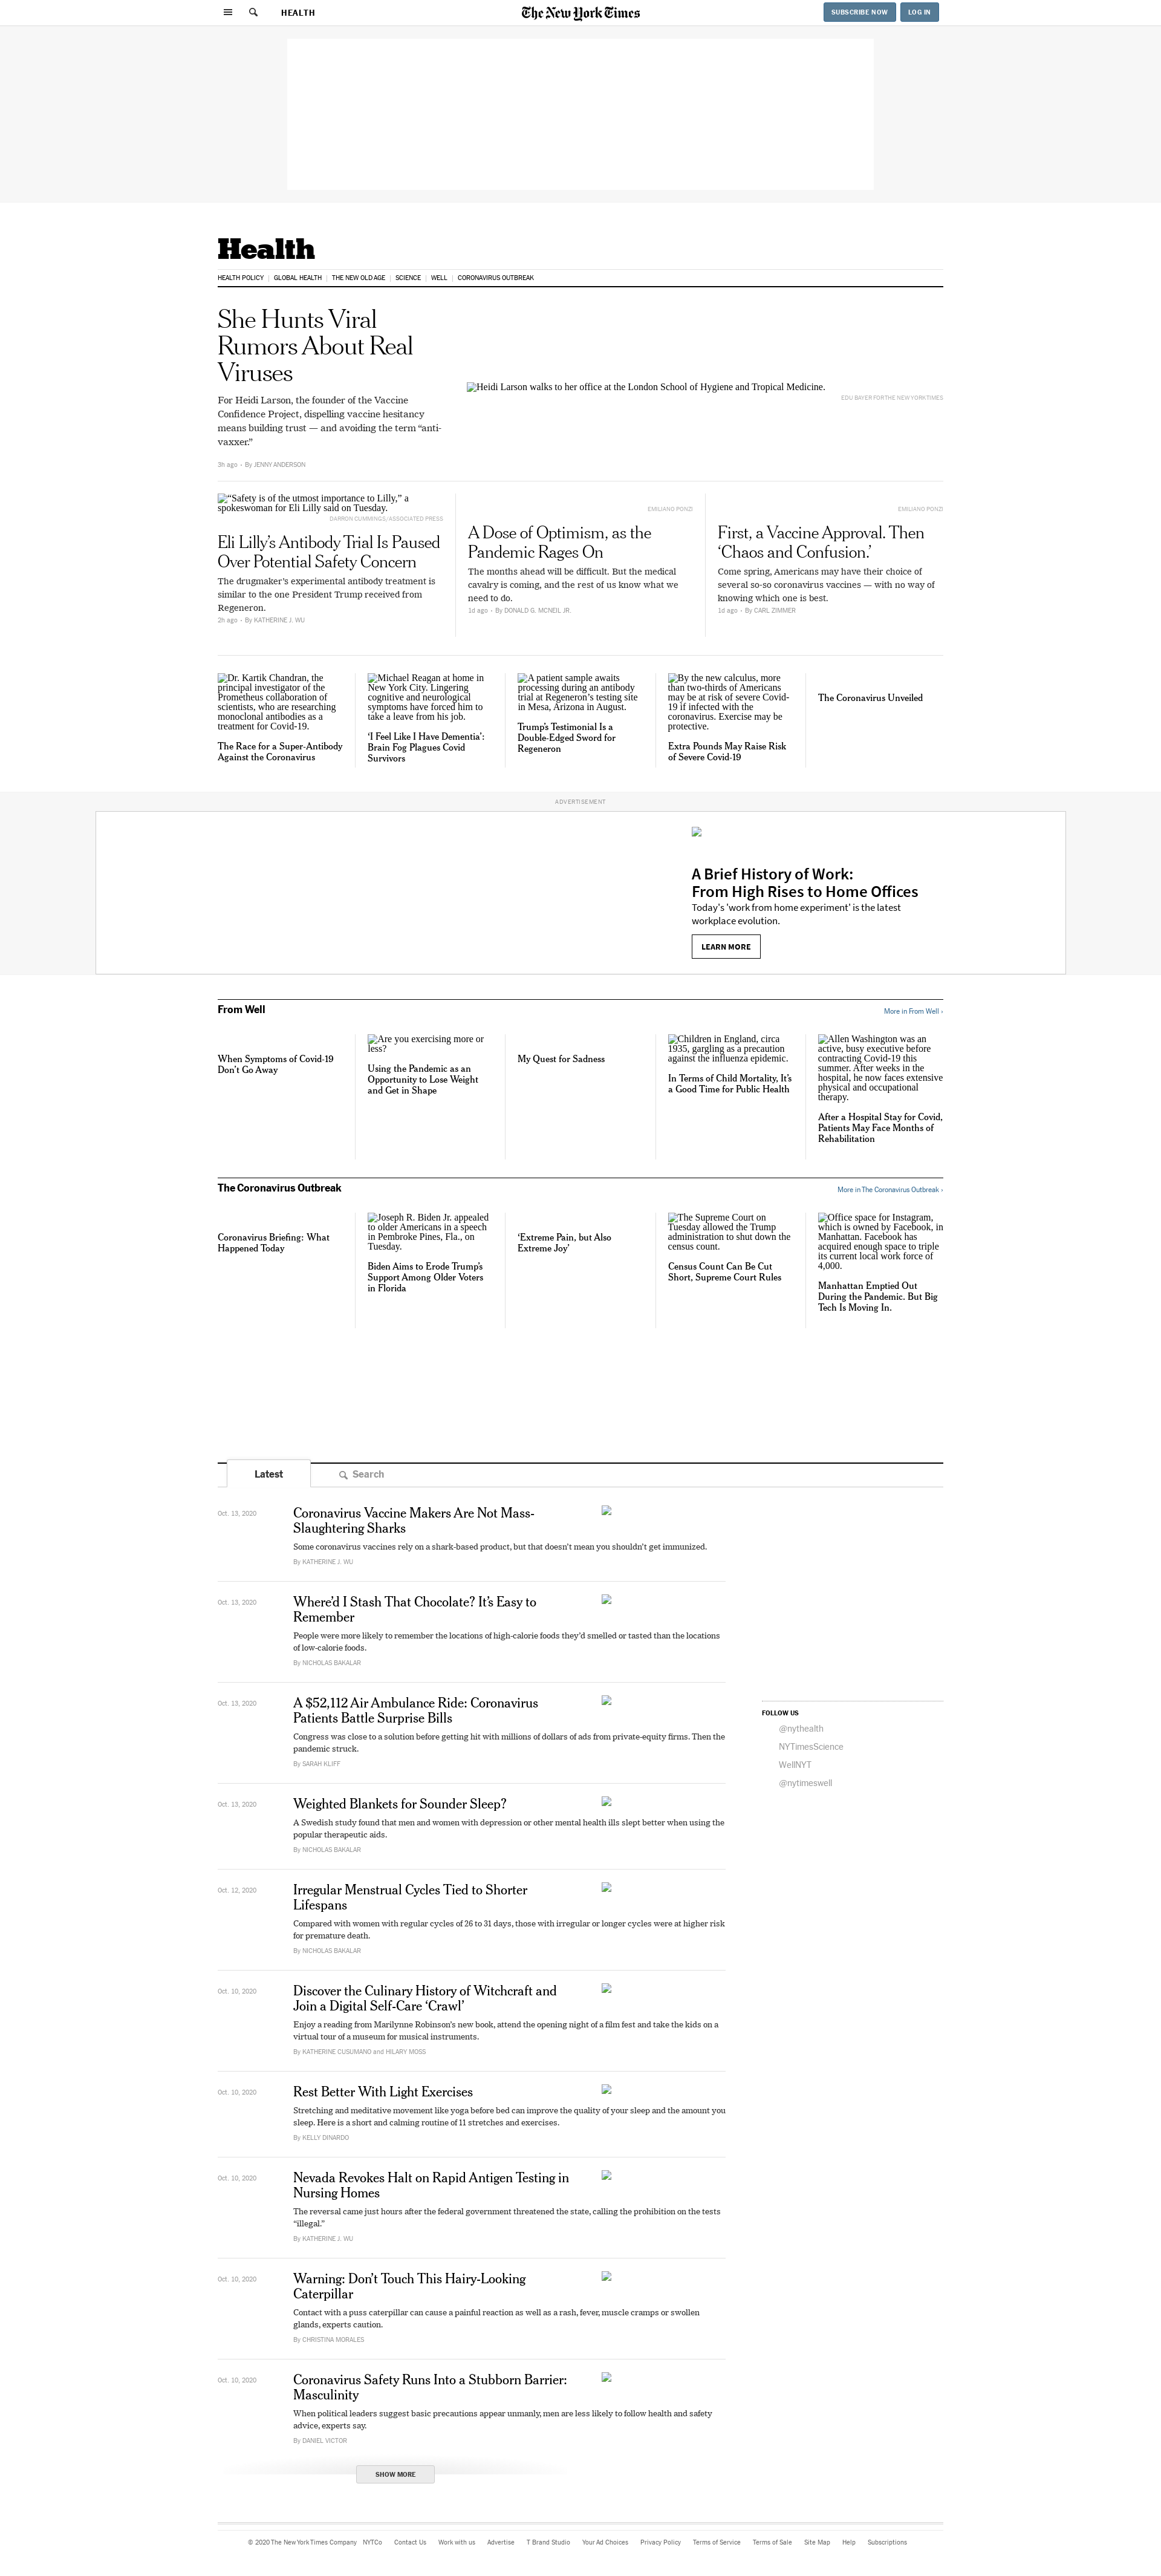 HEALTH
The New York Times
SUBSCRIBE NOW
LOG IN
Health
HEALTH POLICY | GLOBAL HEALTH | THE NEW OLD AGE | SCIENCE | WELL | CORONAVIRUS OUTBREAK
She Hunts Viral
Rumors About Real
Viruses
For Heidi Larson, the founder of the Vaccine
Confidence Project, dispelling vaccine hesitancy
means building trust — and avoiding the term “anti-
vaxxer.”
3h ago • By JENNY ANDERSON
Heidi Larson walks to her office at the London School of Hygiene and Tropical Medicine.
EDU BAYER FOR THE NEW YORK TIMES
“Safety is of the utmost importance to Lilly,” a
spokeswoman for Eli Lilly said on Tuesday.
DARRON CUMMINGS/ASSOCIATED PRESS
Eli Lilly’s Antibody Trial Is Paused
Over Potential Safety Concern
The drugmaker’s experimental antibody treatment is
similar to the one President Trump received from
Regeneron.
2h ago • By KATHERINE J. WU
EMILIANO PONZI
A Dose of Optimism, as the
Pandemic Rages On
The months ahead will be difficult. But the medical
cavalry is coming, and the rest of us know what we
need to do.
1d ago • By DONALD G. MCNEIL JR.
EMILIANO PONZI
First, a Vaccine Approval. Then
‘Chaos and Confusion.’
Come spring, Americans may have their choice of
several so-so coronavirus vaccines — with no way of
knowing which one is best.
1d ago • By CARL ZIMMER
Dr. Kartik Chandran, the
principal investigator of the
Prometheus collaboration of
scientists, who are researching
monoclonal antibodies as a
treatment for Covid-19.
The Race for a Super-Antibody
Against the Coronavirus
Michael Reagan at home in
New York City. Lingering
cognitive and neurological
symptoms have forced him to
take a leave from his job.
‘I Feel Like I Have Dementia’:
Brain Fog Plagues Covid
Survivors
A patient sample awaits
processing during an antibody
trial at Regeneron’s testing site
in Mesa, Arizona in August.
Trump’s Testimonial Is a
Double-Edged Sword for
Regeneron
By the new calculus, more
than two-thirds of Americans
may be at risk of severe Covid-
19 if infected with the
coronavirus. Exercise may be
protective.
Extra Pounds May Raise Risk
of Severe Covid-19
The Coronavirus Unveiled
ADVERTISEMENT
A Brief History of Work:
From High Rises to Home Offices
Today's 'work from home experiment' is the latest
workplace evolution.
LEARN MORE
From Well
More in From Well ›
When Symptoms of Covid-19
Don’t Go Away
Are you exercising more or
less?
Using the Pandemic as an
Opportunity to Lose Weight
and Get in Shape
My Quest for Sadness
Children in England, circa
1935, gargling as a precaution
against the influenza epidemic.
In Terms of Child Mortality, It’s
a Good Time for Public Health
Allen Washington was an
active, busy executive before
contracting Covid-19 this
summer. After weeks in the
hospital, he now faces extensive
physical and occupational
therapy.
After a Hospital Stay for Covid,
Patients May Face Months of
Rehabilitation
The Coronavirus Outbreak
More in The Coronavirus Outbreak ›
Coronavirus Briefing: What
Happened Today
Joseph R. Biden Jr. appealed
to older Americans in a speech
in Pembroke Pines, Fla., on
Tuesday.
Biden Aims to Erode Trump’s
Support Among Older Voters
in Florida
‘Extreme Pain, but Also
Extreme Joy’
The Supreme Court on
Tuesday allowed the Trump
administration to shut down the
census count.
Census Count Can Be Cut
Short, Supreme Court Rules
Office space for Instagram,
which is owned by Facebook, in
Manhattan. Facebook has
acquired enough space to triple
its current local work force of
4,000.
Manhattan Emptied Out
During the Pandemic. But Big
Tech Is Moving In.
Latest
Search
Oct. 13, 2020
Coronavirus Vaccine Makers Are Not Mass-
Slaughtering Sharks
Some coronavirus vaccines rely on a shark-based product, but that doesn't mean you shouldn't get immunized.
By KATHERINE J. WU
Oct. 13, 2020
Where’d I Stash That Chocolate? It’s Easy to
Remember
People were more likely to remember the locations of high-calorie foods they’d smelled or tasted than the locations
of low-calorie foods.
By NICHOLAS BAKALAR
Oct. 13, 2020
A $52,112 Air Ambulance Ride: Coronavirus
Patients Battle Surprise Bills
Congress was close to a solution before getting hit with millions of dollars of ads from private-equity firms. Then the
pandemic struck.
By SARAH KLIFF
Oct. 13, 2020
Weighted Blankets for Sounder Sleep?
A Swedish study found that men and women with depression or other mental health ills slept better when using the
popular therapeutic aids.
By NICHOLAS BAKALAR
Oct. 12, 2020
Irregular Menstrual Cycles Tied to Shorter
Lifespans
Compared with women with regular cycles of 26 to 31 days, those with irregular or longer cycles were at higher risk
for premature death.
By NICHOLAS BAKALAR
Oct. 10, 2020
Discover the Culinary History of Witchcraft and
Join a Digital Self-Care ‘Crawl’
Enjoy a reading from Marilynne Robinson’s new book, attend the opening night of a film fest and take the kids on a
virtual tour of a museum for musical instruments.
By KATHERINE CUSUMANO and HILARY MOSS
Oct. 10, 2020
Rest Better With Light Exercises
Stretching and meditative movement like yoga before bed can improve the quality of your sleep and the amount you
sleep. Here is a short and calming routine of 11 stretches and exercises.
By KELLY DINARDO
Oct. 10, 2020
Nevada Revokes Halt on Rapid Antigen Testing in
Nursing Homes
The reversal came just hours after the federal government threatened the state, calling the prohibition on the tests
“illegal.”
By KATHERINE J. WU
Oct. 10, 2020
Warning: Don’t Touch This Hairy-Looking
Caterpillar
Contact with a puss caterpillar can cause a painful reaction as well as a rash, fever, muscle cramps or swollen
glands, experts caution.
By CHRISTINA MORALES
Oct. 10, 2020
Coronavirus Safety Runs Into a Stubborn Barrier:
Masculinity
When political leaders suggest basic precautions appear unmanly, men are less likely to follow health and safety
advice, experts say.
By DANIEL VICTOR
SHOW MORE
FOLLOW US
@nythealth
NYTimesScience
WellNYT
@nytimeswell
© 2020 The New York Times Company NYTCo Contact Us Work with us Advertise T Brand Studio Your Ad Choices Privacy Policy Terms of Service Terms of Sale Site Map Help Subscriptions